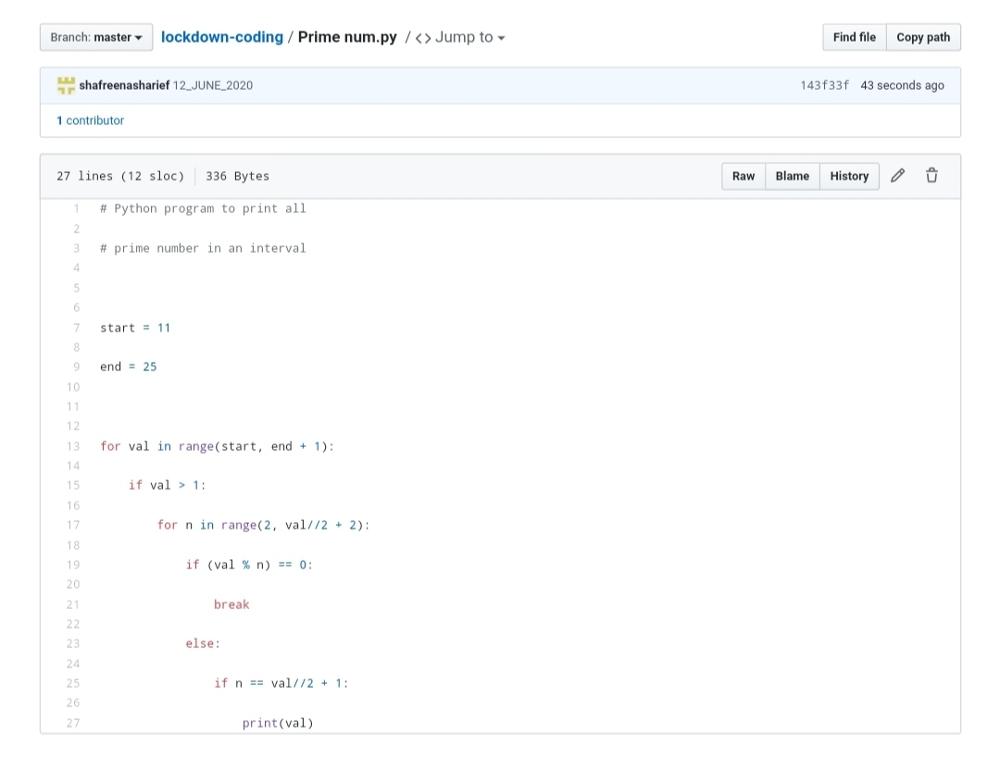 Branch: master lockdown-coding / Prime num.py / <> Jump to Find file Copy path
shafreenasharief 12_JUNE_2020 143f33f 43 seconds ago
1 contributor
27 lines (12 sloc) 336 Bytes Raw Blame History
1 # Python program to print all
2
3 # prime number in an interval
4
5
6
7 start = 11
8
9 end = 25
10
11
12
13 for val in range(start, end + 1):
14
15     if val > 1:
16
17         for n in range(2, val//2 + 2):
18
19             if (val % n) == 0:
20
21                 break
22
23             else:
24
25                 if n == val//2 + 1:
26
27                     print(val)